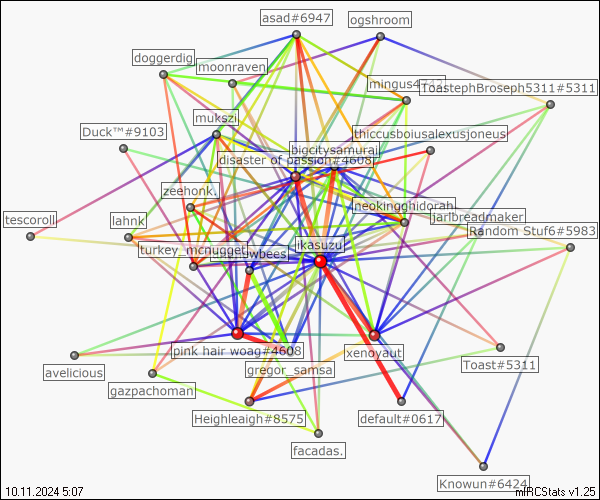 asad#6947
ogshroom
doggerdig
moonraven
mingus4742
ToastephBroseph5311#5311
mukszi
Duck™#9103
thiccusboiusalexusjoneus
bigcitysamurai
disaster of passion#4608
zeehonk.
neokingghidorah
tescoroll
lahnk
jarlbreadmaker
Random Stuf6#5983
turkey_mcnugget
wbees
ikasuzu
pink hair woag#4608
xenoyaut
avelicious
gregor_samsa
Toast#5311
gazpachoman
Heighleaigh#8575
default#0617
facadas.
Knowun#6424
10.11.2024 5:07
mIRCStats v1.25